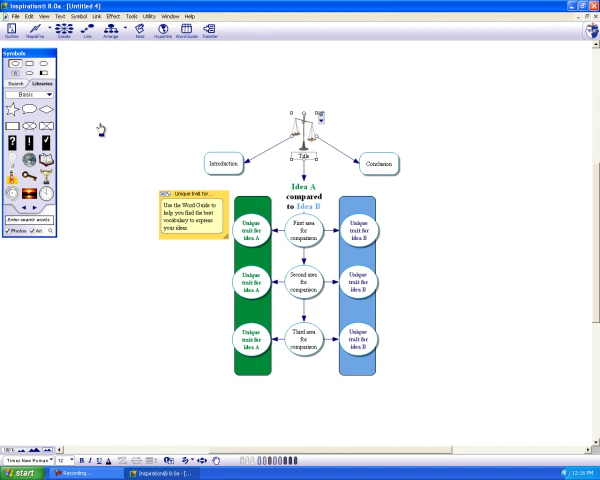 Inspiration® 8.0a - [Untitled 4]
File Edit View Text Symbol Link Effect Tools Utility Window Help
Outline RapidFire Create Link Arrange Note Hyperlink Word Guide Transfer
Symbols
Search Libraries
Basic
Enter search words
Photos Art
Title
Introduction
Conclusion
Idea A
compared
to Idea B
Unique trait for...
Use the Word Guide to
help you find the best
vocabulary to express
your ideas.
Unique
trait for
idea A
First area
for
comparison
Unique
trait for
idea B
Unique
trait for
idea A
Second area
for
comparison
Unique
trait for
idea B
Unique
trait for
idea A
Third area
for
comparison
Unique
trait for
idea B
100%
Times New Roman 12 B I U A
start Recording... Inspiration® 8.0a - [... 12:16 PM